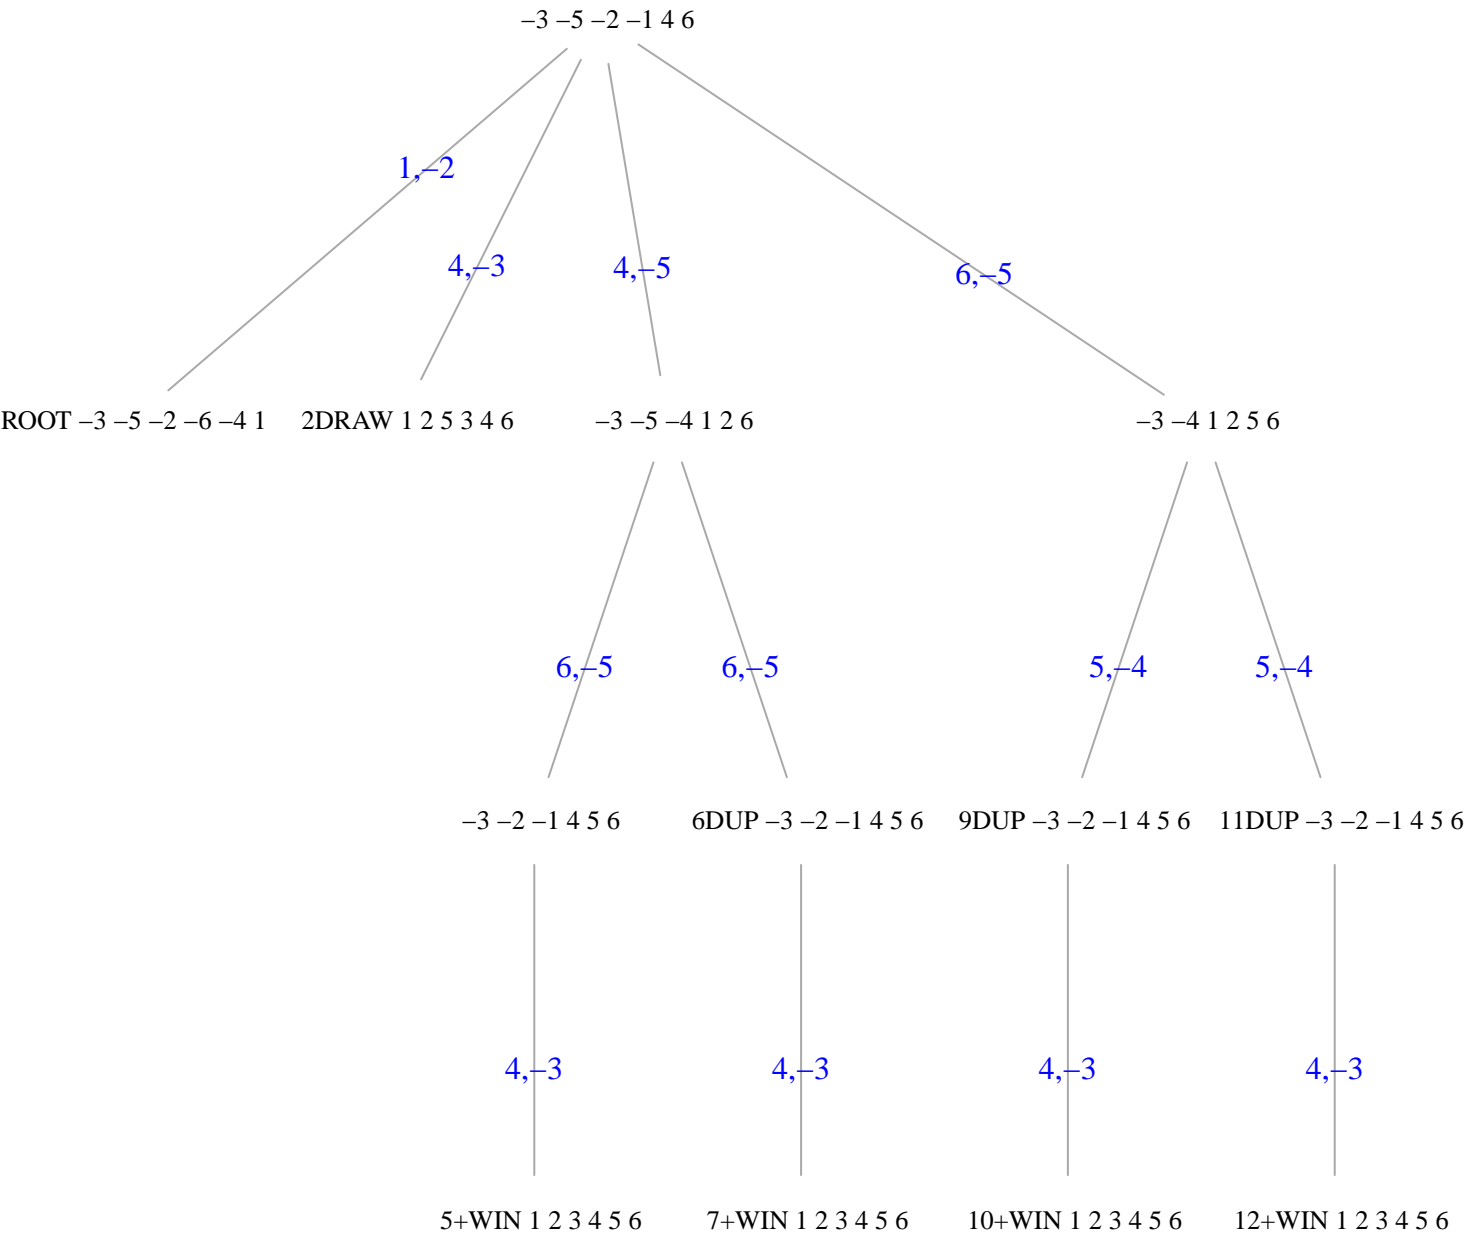 –3 –5 –2 –1 4 6
1,–2
4,–3
4,–5
6,–5
ROOT –3 –5 –2 –6 –4 1
2DRAW 1 2 5 3 4 6
–3 –5 –4 1 2 6
–3 –4 1 2 5 6
6,–5
6,–5
5,–4
5,–4
–3 –2 –1 4 5 6
6DUP –3 –2 –1 4 5 6
9DUP –3 –2 –1 4 5 6
11DUP –3 –2 –1 4 5 6
4,–3
4,–3
4,–3
4,–3
5+WIN 1 2 3 4 5 6
7+WIN 1 2 3 4 5 6
10+WIN 1 2 3 4 5 6
12+WIN 1 2 3 4 5 6